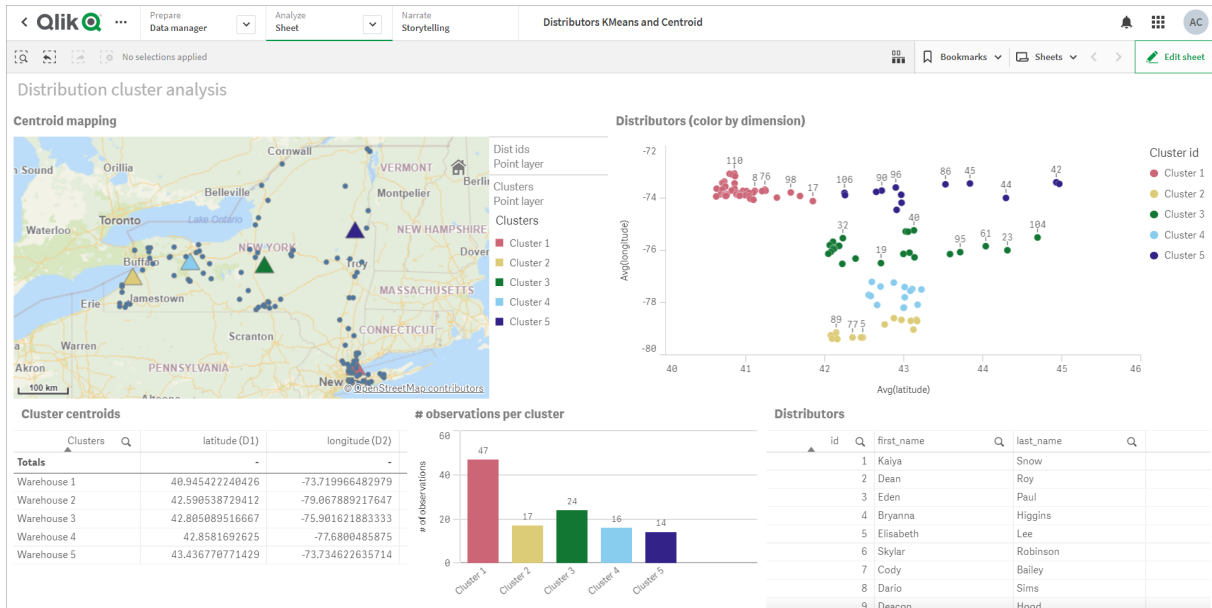 Qlik
Prepare
Data manager
Analyze
Sheet
Narrate
Storytelling
Distributors KMeans and Centroid
AC
No selections applied
Bookmarks
Sheets
Edit sheet
Distribution cluster analysis
Centroid mapping
Cornwall
n Sound
Orillia
VERMONT
Berlin
Belleville
Montpelier
Toronto
Lake Ontario
Waterloo
NEW HAMPSHIRE
NEW YORK
Dover
Buffalo
Troy
MASSACHUSETTS
Erie
Jamestown
CONNECTICUT
Scranton
a
Warren
Akron
PENNSYLVANIA
New
100 km
© OpenStreetMap contributors
Dist ids
Point layer
Clusters
Point layer
Clusters
Cluster 1
Cluster 2
Cluster 3
Cluster 4
Cluster 5
Distributors (color by dimension)
-72
-74
-76
-78
-80
Avg(longitude)
110
8 76
98
17
106
90 96
86
45
44
42
32
40
19
95
61
23
104
89
77 5
40
41
42
43
44
45
46
Avg(latitude)
Cluster id
Cluster 1
Cluster 2
Cluster 3
Cluster 4
Cluster 5
Cluster centroids
Clusters latitude (D1) longitude (D2)
Totals - -
Warehouse 1 40.945422240426 -73.719966482979
Warehouse 2 42.590538729412 -79.067889217647
Warehouse 3 42.805089516667 -75.901621883333
Warehouse 4 42.8581692625 -77.6800485875
Warehouse 5 43.436770771429 -73.734622635714
# observations per cluster
# of observations
60
40
20
0
47
17
24
16
14
Cluster 1
Cluster 2
Cluster 3
Cluster 4
Cluster 5
Distributors
id first_name last_name
1 Kaiya Snow
2 Dean Roy
3 Eden Paul
4 Bryanna Higgins
5 Elisabeth Lee
6 Skylar Robinson
7 Cody Bailey
8 Dario Sims
9 Deacon Hood